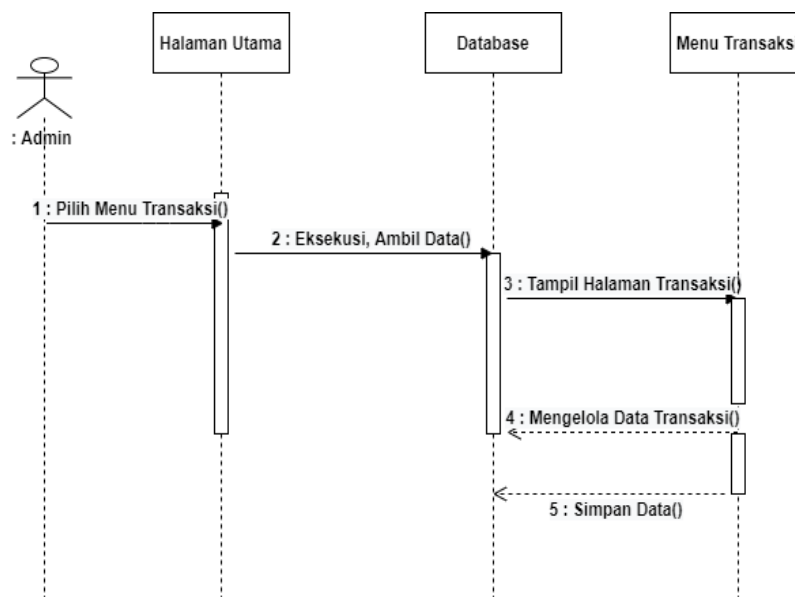 Halaman Utama
Database
Menu Transaksi
: Admin
1 : Pilih Menu Transaksi()
2 : Eksekusi, Ambil Data()
3 : Tampil Halaman Transaksi()
4 : Mengelola Data Transaksi()
5 : Simpan Data()